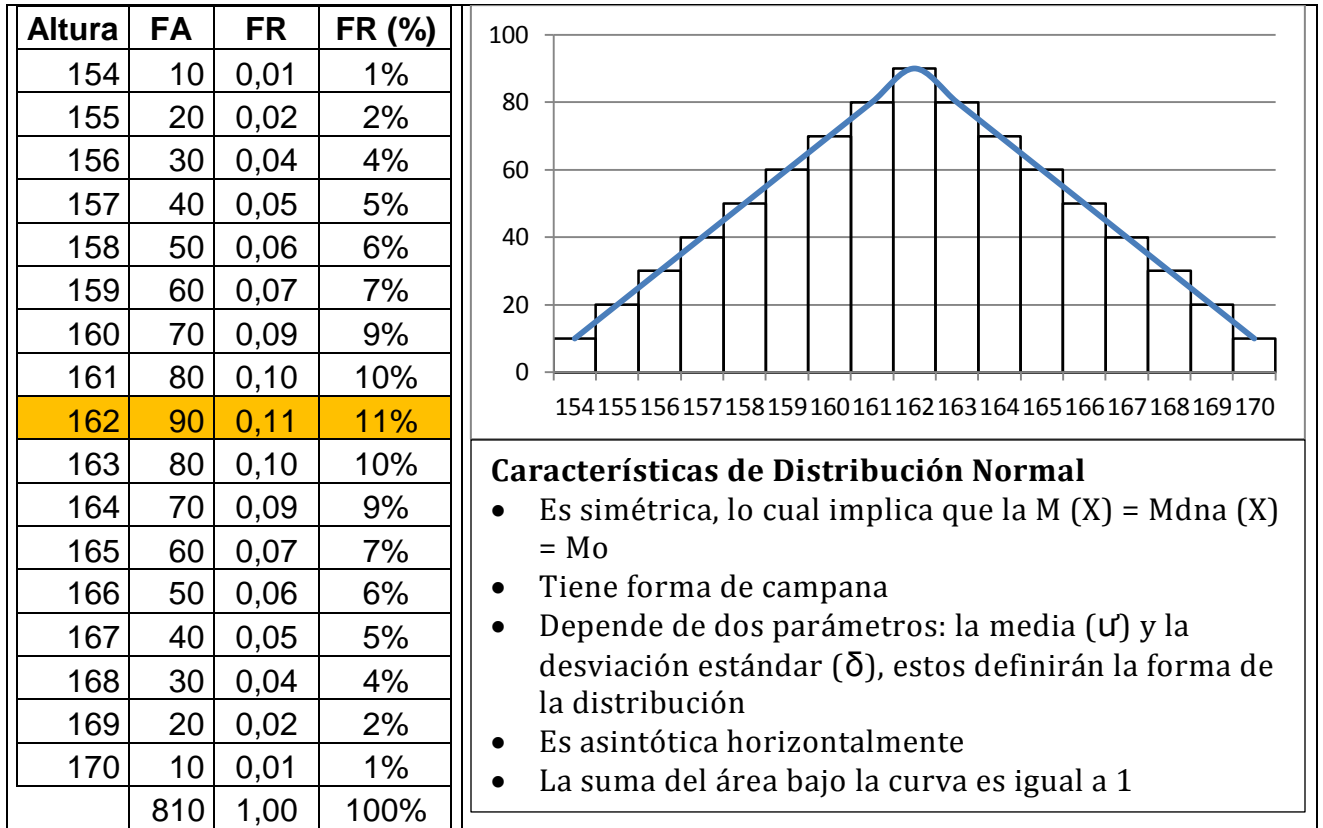 Altura FA FR FR (%)
154 10 0,01 1%
155 20 0,02 2%
156 30 0,04 4%
157 40 0,05 5%
158 50 0,06 6%
159 60 0,07 7%
160 70 0,09 9%
161 80 0,10 10%
162 90 0,11 11%
163 80 0,10 10%
164 70 0,09 9%
165 60 0,07 7%
166 50 0,06 6%
167 40 0,05 5%
168 30 0,04 4%
169 20 0,02 2%
170 10 0,01 1%
810 1,00 100%
100
80
60
40
20
0
154 155 156 157 158 159 160 161 162 163 164 165 166 167 168 169 170
Características de Distribución Normal
• Es simétrica, lo cual implica que la M (X) = Mdna (X)
= Mo
• Tiene forma de campana
• Depende de dos parámetros: la media (ư) y la
desviación estándar (δ), estos definirán la forma de
la distribución
• Es asintótica horizontalmente
• La suma del área bajo la curva es igual a 1